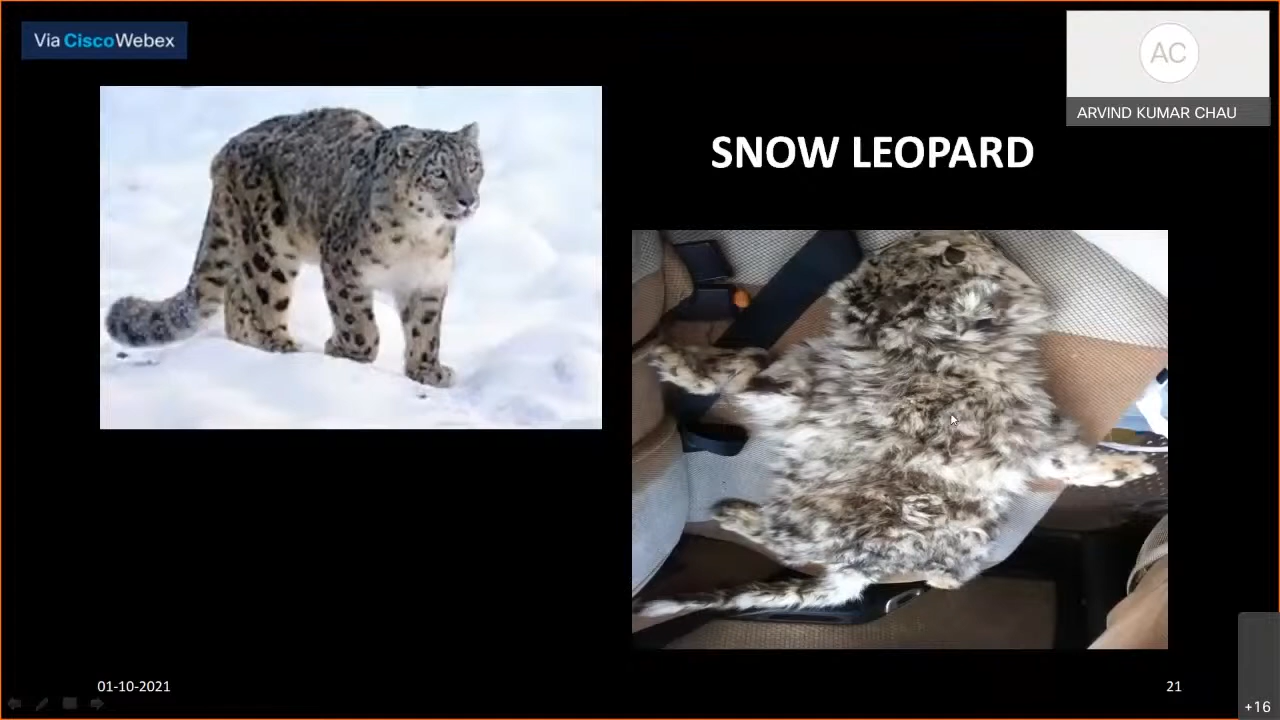 Via CiscoWebex
AC
ARVIND KUMAR CHAU
SNOW LEOPARD
01-10-2021
21
+16